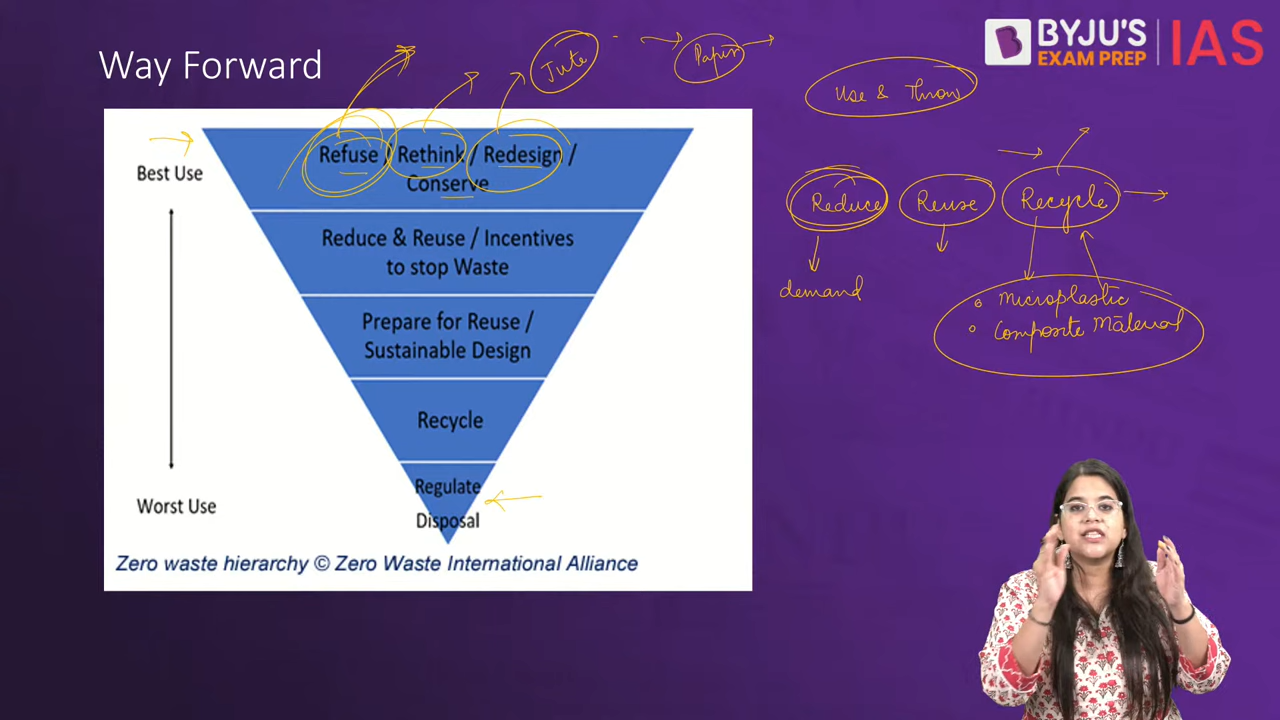 Way Forward
Jute
Paper
BYJU'S
EXAM PREP
IAS
Use & Throw
Best Use
Refuse / Rethink / Redesign /
Conserve
Reduce & Reuse / Incentives
to stop Waste
Prepare for Reuse /
Sustainable Design
Recycle
Regulate
Disposal
Worst Use
Zero waste hierarchy © Zero Waste International Alliance
Reduce Reuse Recycle
demand
Microplastic
Composite Material